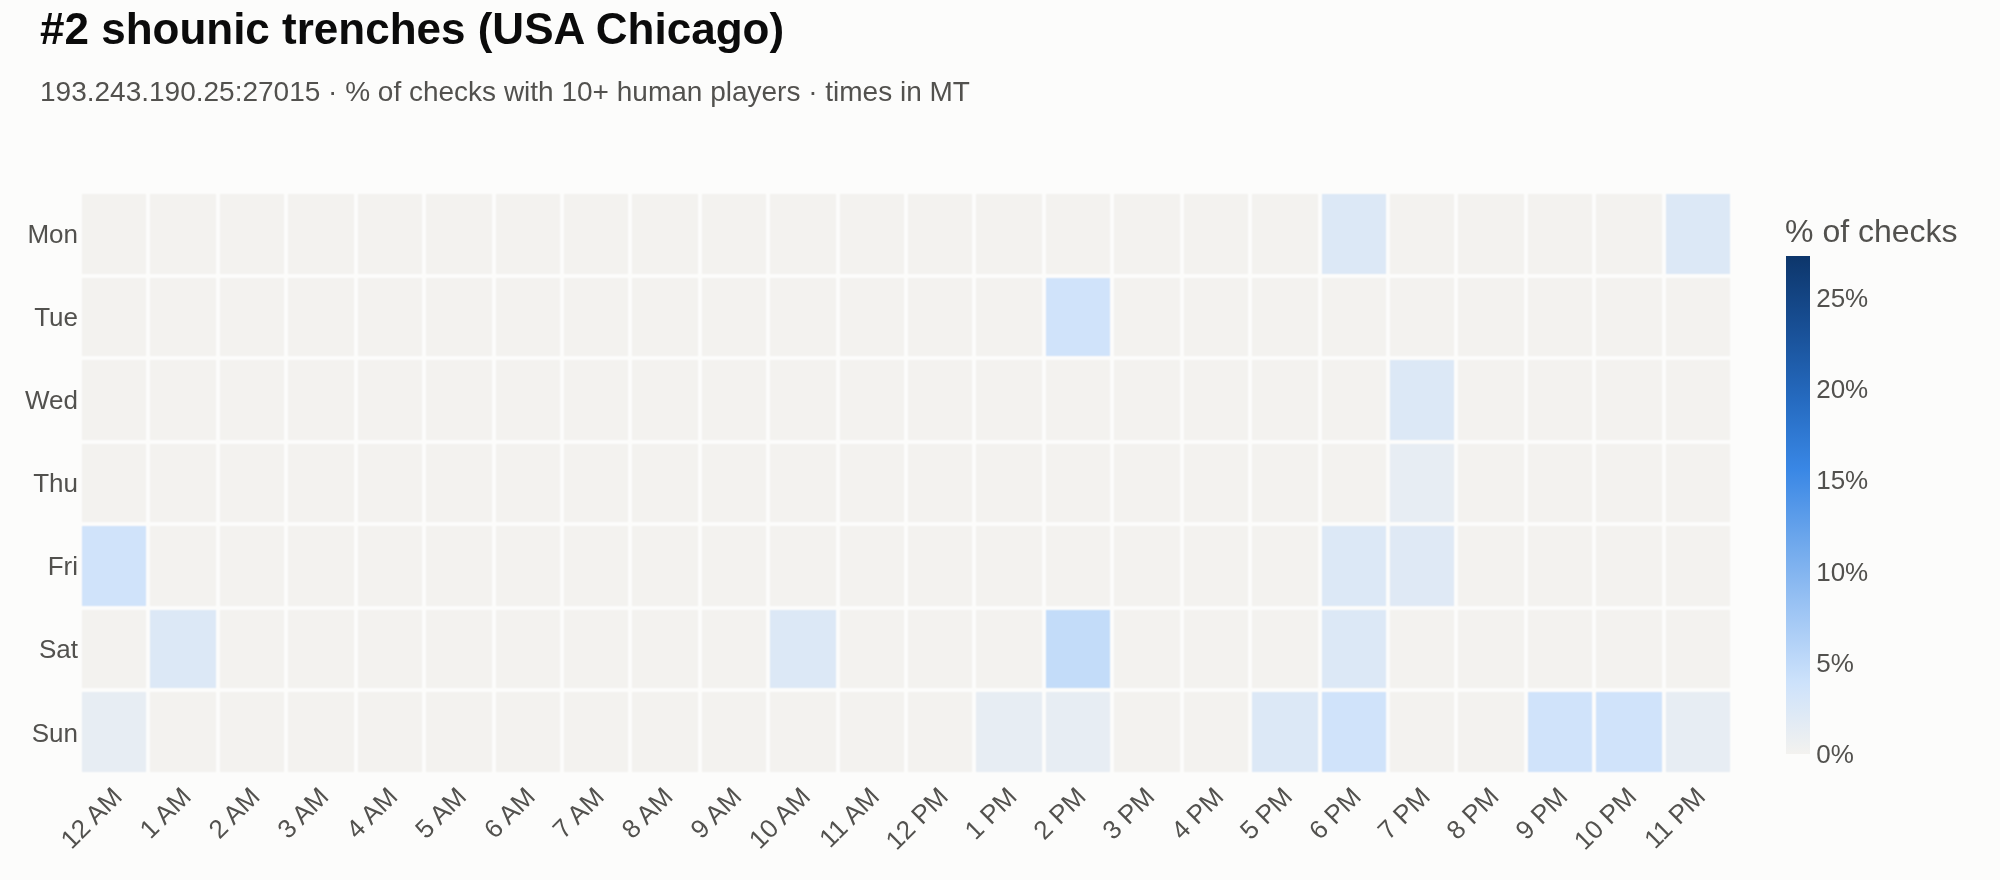 #2 shounic trenches (USA Chicago)
193.243.190.25:27015 · % of checks with 10+ human players · times in MT
% of checks
Mon
Tue
Wed
Thu
Fri
Sat
Sun
25%
20%
15%
10%
5%
0%
12 AM
1 AM
2 AM
3 AM
4 AM
5 AM
6 AM
7 AM
8 AM
9 AM
10 AM
11 AM
12 PM
1 PM
2 PM
3 PM
4 PM
5 PM
6 PM
7 PM
8 PM
9 PM
10 PM
11 PM